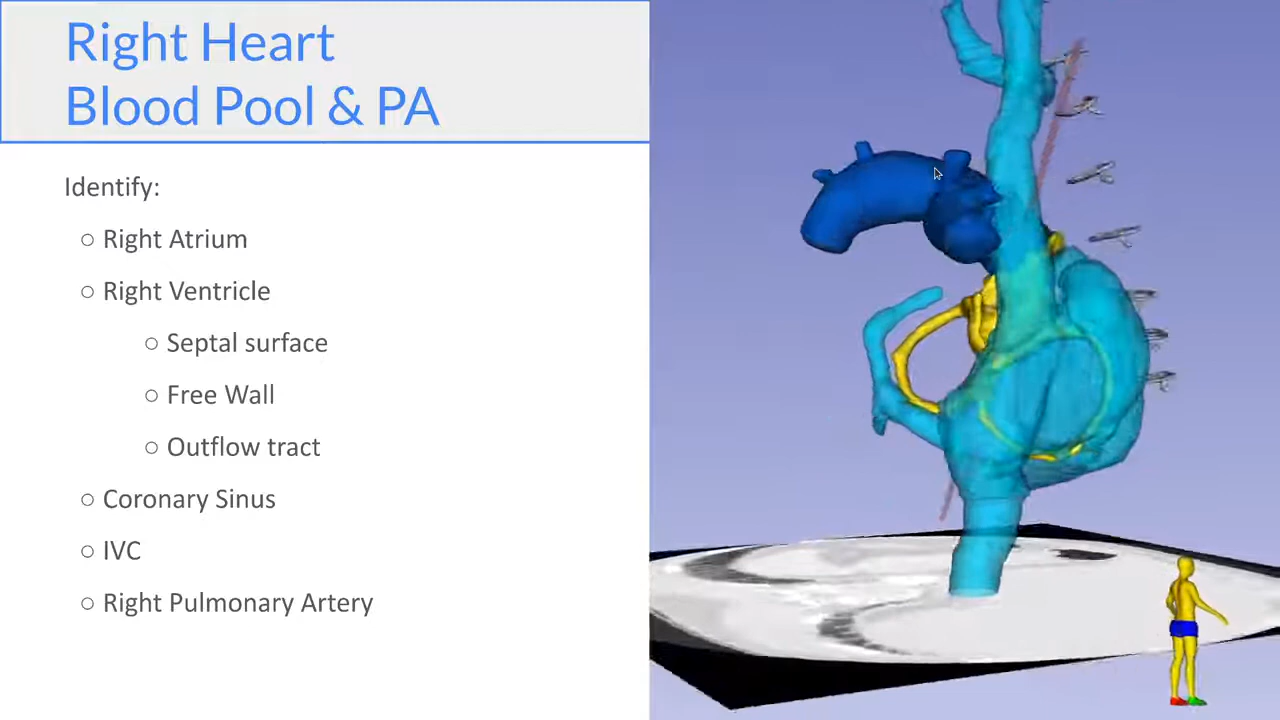 Right Heart
Blood Pool & PA
Identify:
○ Right Atrium
○ Right Ventricle
○ Septal surface
○ Free Wall
○ Outflow tract
○ Coronary Sinus
○ IVC
○ Right Pulmonary Artery